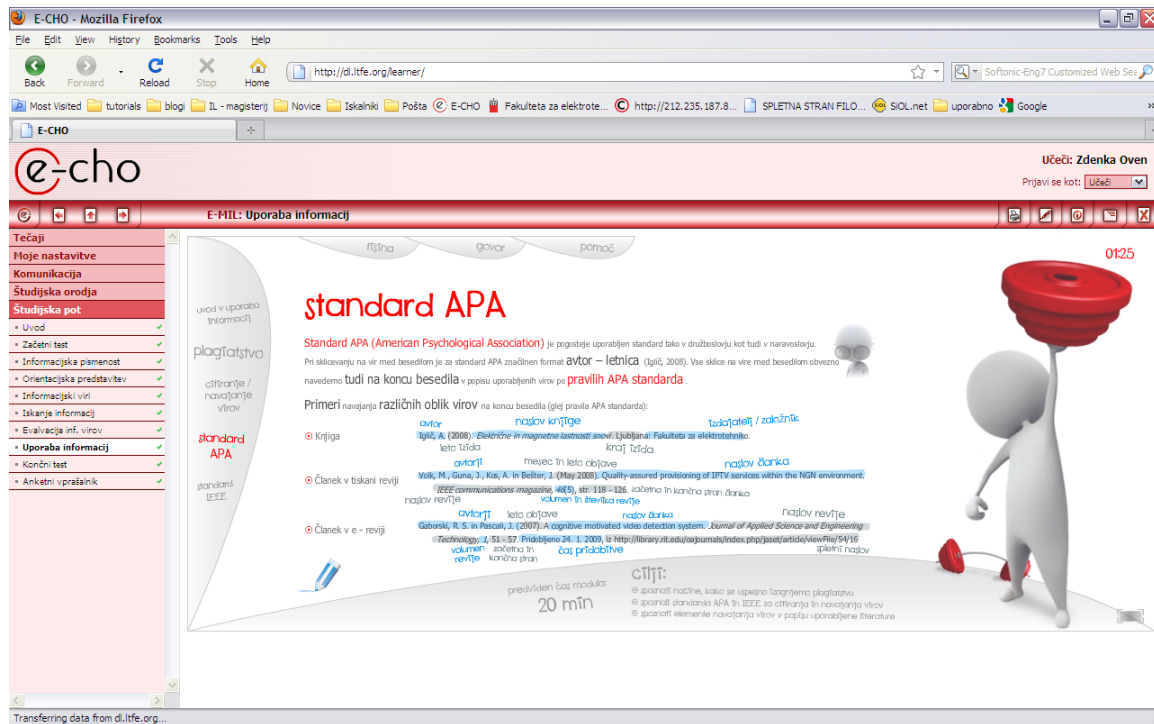 E-CHO - Mozilla Firefox
File Edit View History Bookmarks Tools Help
Back Forward Reload Stop Home http://dl.ltfe.org/learner/ Softonic-Eng7 Customized Web Sea
Most Visited tutorials blogi IL - magisterij Novice Iskalniki Pošta E-CHO Fakulteta za elektrote... http://212.235.187.8... SPLETNA STRAN FILO... SiOL.net uporabno Google »
E-CHO
e-cho
Učeči: Zdenka Oven
Prijavi se kot: Učeči
E-MIL: Uporaba informacij
Tečaji
Moje nastavitve
Komunikacija
Študijska orodja
Študijska pot
Uvod
Začetni test
Informacijska pismenost
Orientacijska predstavitev
Informacijski viri
Iskanje informacij
Evalvacija inf. virov
Uporaba informacij
Končni test
Anketni vprašalnik
tišina govor pomoč
01:25
uvod v uporabo
informacij
plagiatstvo
citiranje /
navajanje
virov
standard
APA
standard
IEEE
standard APA
Standard APA (American Psychological Association) je pogosteje uporabljen standard tako v družboslovju kot tudi v naravoslovju.
Pri sklicevanju na vir med besedilom je za standard APA značilnen format avtor – letnica (Iglič, 2008). Vse sklice na vire med besedilom obvezno
navedemo tudi na koncu besedila v popisu uporabljenih virov po pravilih APA standarda .
Primeri navajanja različnih oblik virov na koncu besedila (glej pravila APA standarda):
avtor naslov knjige izdajatelj / založnik
Knjiga Iglič, A. (2008). Električne in magnetne lastnosti snovi. Ljubljana: Fakulteta za elektrotehniko.
leto izida kraj izida
avtorji mesec in leto objave naslov članka
Članek v tiskani reviji Volk, M., Guna, J., Kos, A. in Bešter, J. (May 2008). Quality-assured provisioning of IPTV services within the NGN environment.
IEEE communications magazine, 46(5), str. 118 - 126. začetna in končna stran članka
naslov revije volumen in številka revije
avtorji leto objave naslov članka naslov revije
Članek v e - reviji Gaborski, R. S. in Pascali, J. (2007). A cognitive motivated video detection system. Journal of Applied Science and Engineering
Technology, 1, 51 - 57. Pridobljeno 24. 1. 2009, iz http://library.rit.edu/oajournals/index.php/jaset/article/viewFile/54/16
volumen začetna in čas pridobitve spletni naslov
revije končna stran
predviden čas modula:
20 min
cilji:
spoznati načine, kako se uspešno izognemo plagiatstvu
spoznati standarda APA in IEEE za citiranja in navajanja virov
spoznati elemente navajanja virov v popisu uporabljene literature
Transferring data from dl.ltfe.org...